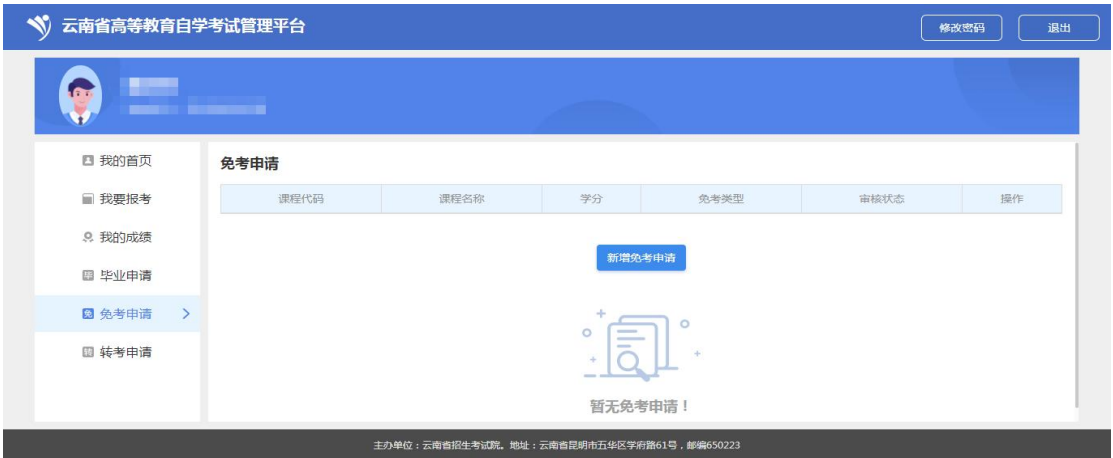 云南省高等教育自学考试管理平台
修改密码
退出
我的首页
我要报考
我的成绩
毕业申请
免考申请
转考申请
免考申请
课程代码 课程名称 学分 免考类型 审核状态 操作
新增免考申请
暂无免考申请！
主办单位：云南省招生考试院。地址：云南省昆明市五华区学府路61号，邮编650223